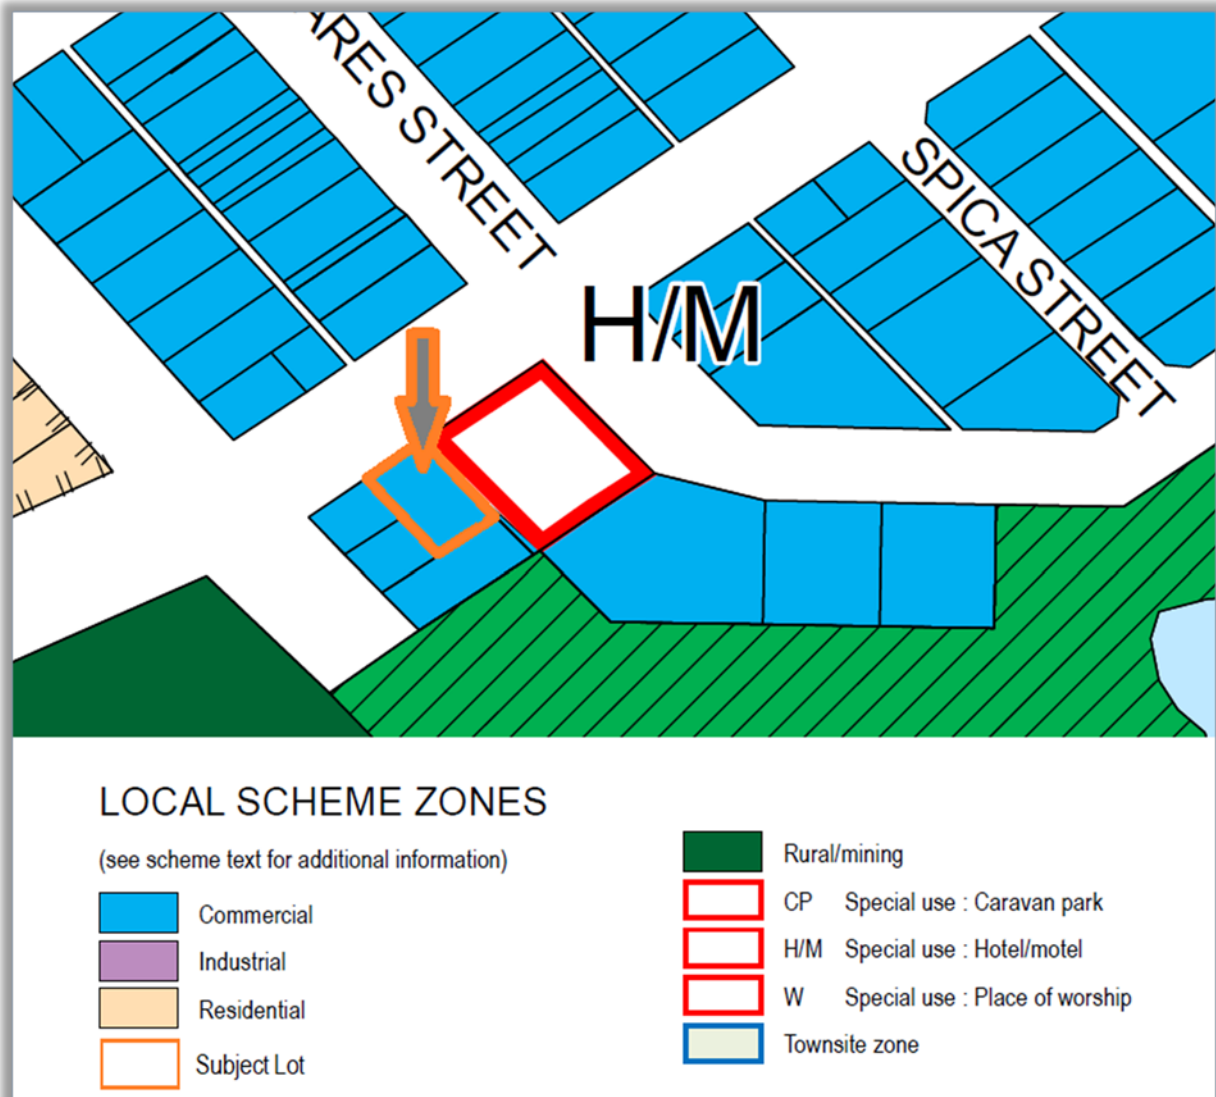 ARES STREET
SPICA STREET
H/M
LOCAL SCHEME ZONES
(see scheme text for additional information)
Commercial
Industrial
Residential
Subject Lot
Rural/mining
CP Special use : Caravan park
H/M Special use : Hotel/motel
W Special use : Place of worship
Townsite zone